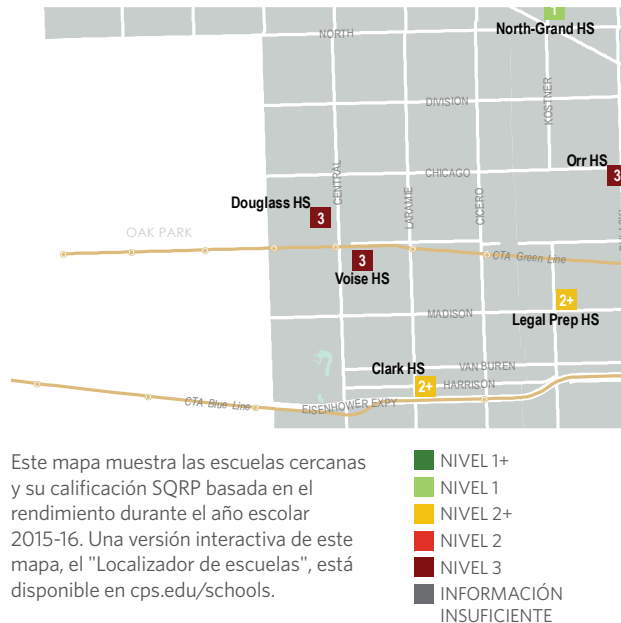 1
North-Grand HS
NORTH
KOSTNER
DIVISION
Orr HS
3
CHICAGO
CENTRAL
LARAMIE
CICERO
Douglass HS
3
OAK PARK
CTA Green Line
3
Voise HS
2+
MADISON
Legal Prep HS
Clark HS
VAN BUREN
2+
HARRISON
CTA Blue Line
EISENHOWER EXPY
Este mapa muestra las escuelas cercanas
y su calificación SQRP basada en el
rendimiento durante el año escolar
2015-16. Una versión interactiva de este
mapa, el "Localizador de escuelas", está
disponible en cps.edu/schools.
NIVEL 1+
NIVEL 1
NIVEL 2+
NIVEL 2
NIVEL 3
INFORMACIÓN
INSUFICIENTE